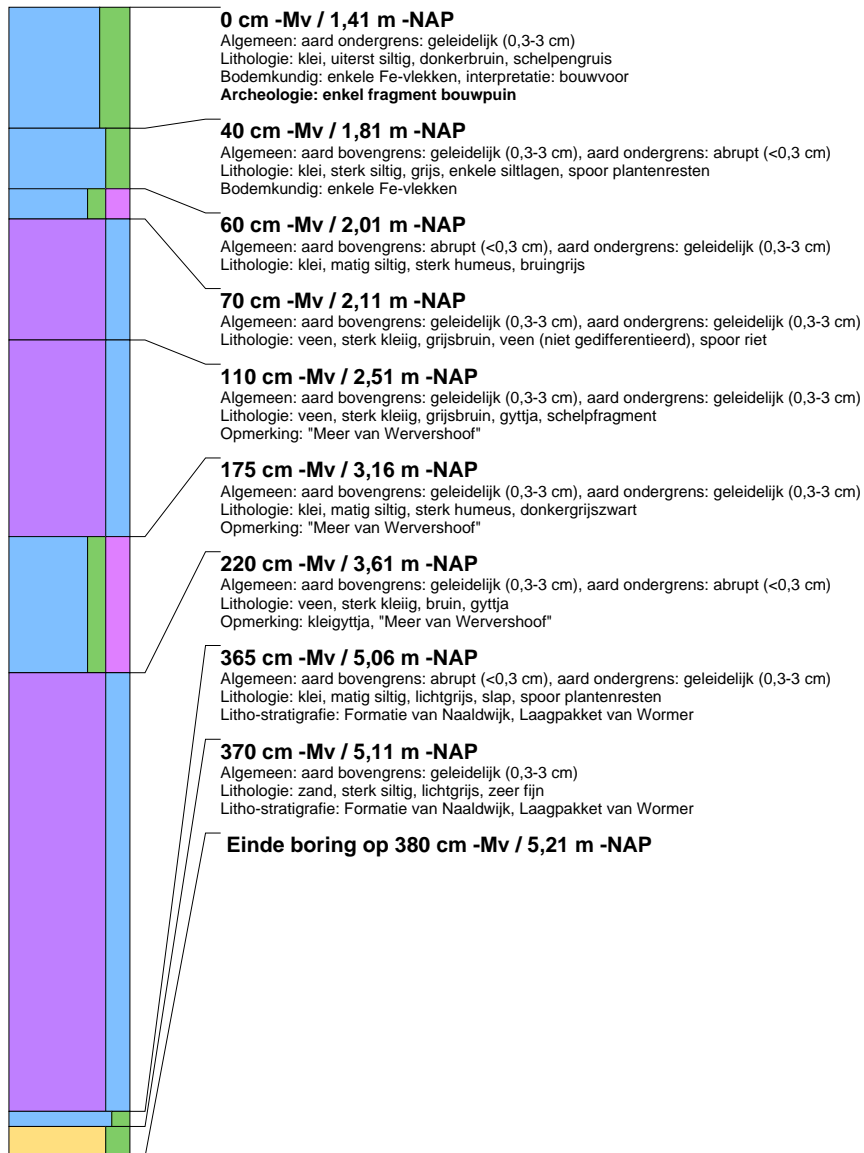 0 cm -Mv / 1,41 m -NAP
Algemeen: aard ondergrens: geleidelijk (0,3-3 cm)
Lithologie: klei, uiterst siltig, donkerbruin, schelpengruis
Bodemkundig: enkele Fe-vlekken, interpretatie: bouwvoor
Archeologie: enkel fragment bouwpuin
40 cm -Mv / 1,81 m -NAP
Algemeen: aard bovengrens: geleidelijk (0,3-3 cm), aard ondergrens: abrupt (<0,3 cm)
Lithologie: klei, sterk siltig, grijs, enkele siltlagen, spoor plantenresten
Bodemkundig: enkele Fe-vlekken
60 cm -Mv / 2,01 m -NAP
Algemeen: aard bovengrens: abrupt (<0,3 cm), aard ondergrens: geleidelijk (0,3-3 cm)
Lithologie: klei, matig siltig, sterk humeus, bruingrijs
70 cm -Mv / 2,11 m -NAP
Algemeen: aard bovengrens: geleidelijk (0,3-3 cm), aard ondergrens: geleidelijk (0,3-3 cm)
Lithologie: veen, sterk kleiig, grijsbruin, veen (niet gedifferentieerd), spoor riet
110 cm -Mv / 2,51 m -NAP
Algemeen: aard bovengrens: geleidelijk (0,3-3 cm), aard ondergrens: geleidelijk (0,3-3 cm)
Lithologie: veen, sterk kleiig, grijsbruin, gyttja, schelpfragment
Opmerking: "Meer van Wervershoof"
175 cm -Mv / 3,16 m -NAP
Algemeen: aard bovengrens: geleidelijk (0,3-3 cm), aard ondergrens: geleidelijk (0,3-3 cm)
Lithologie: klei, matig siltig, sterk humeus, donkergrijszwart
Opmerking: "Meer van Wervershoof"
220 cm -Mv / 3,61 m -NAP
Algemeen: aard bovengrens: geleidelijk (0,3-3 cm), aard ondergrens: abrupt (<0,3 cm)
Lithologie: veen, sterk kleiig, bruin, gyttja
Opmerking: kleigyttja, "Meer van Wervershoof"
365 cm -Mv / 5,06 m -NAP
Algemeen: aard bovengrens: abrupt (<0,3 cm), aard ondergrens: geleidelijk (0,3-3 cm)
Lithologie: klei, matig siltig, lichtgrijs, slap, spoor plantenresten
Litho-stratigrafie: Formatie van Naaldwijk, Laagpakket van Wormer
370 cm -Mv / 5,11 m -NAP
Algemeen: aard bovengrens: geleidelijk (0,3-3 cm)
Lithologie: zand, sterk siltig, lichtgrijs, zeer fijn
Litho-stratigrafie: Formatie van Naaldwijk, Laagpakket van Wormer
Einde boring op 380 cm -Mv / 5,21 m -NAP